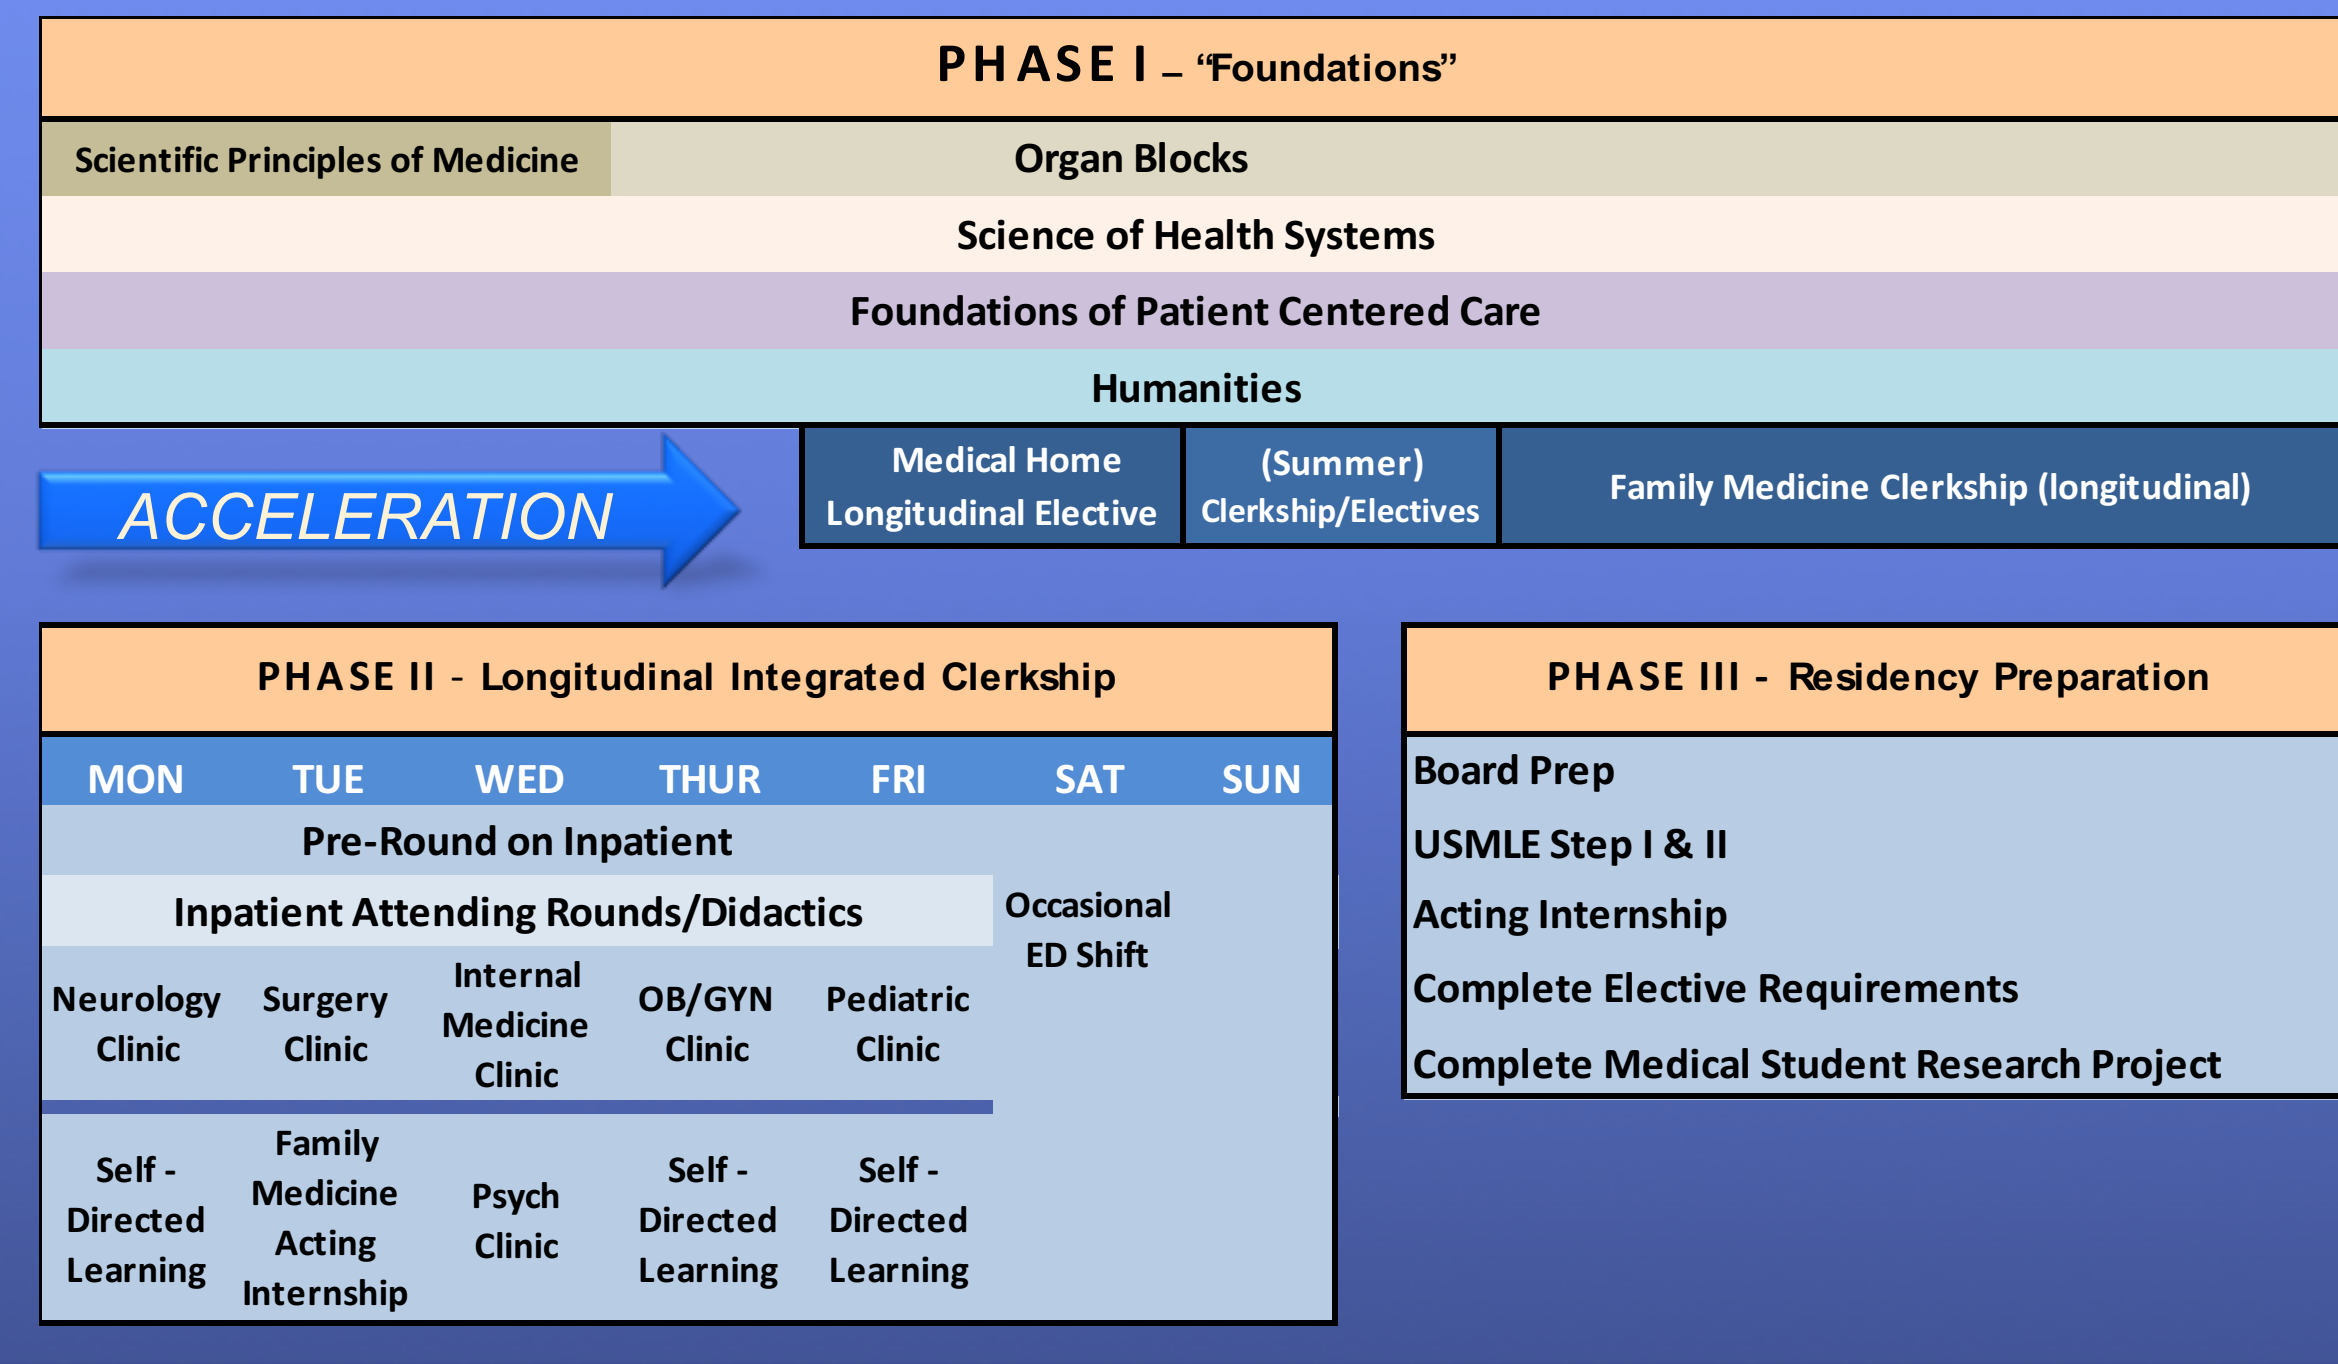 PHASE I – “Foundations”
Scientific Principles of Medicine
Organ Blocks
Science of Health Systems
Foundations of Patient Centered Care
Humanities
ACCELERATION
Medical Home
Longitudinal Elective
(Summer)
Clerkship/Electives
Family Medicine Clerkship (longitudinal)
PHASE II - Longitudinal Integrated Clerkship
MON TUE WED THUR FRI SAT SUN
Pre-Round on Inpatient
Inpatient Attending Rounds/Didactics
Occasional
ED Shift
Neurology
Clinic
Surgery
Clinic
Internal
Medicine
Clinic
OB/GYN
Clinic
Pediatric
Clinic
Self -
Directed
Learning
Family
Medicine
Acting
Internship
Psych
Clinic
Self -
Directed
Learning
Self -
Directed
Learning
PHASE III - Residency Preparation
Board Prep
USMLE Step I & II
Acting Internship
Complete Elective Requirements
Complete Medical Student Research Project